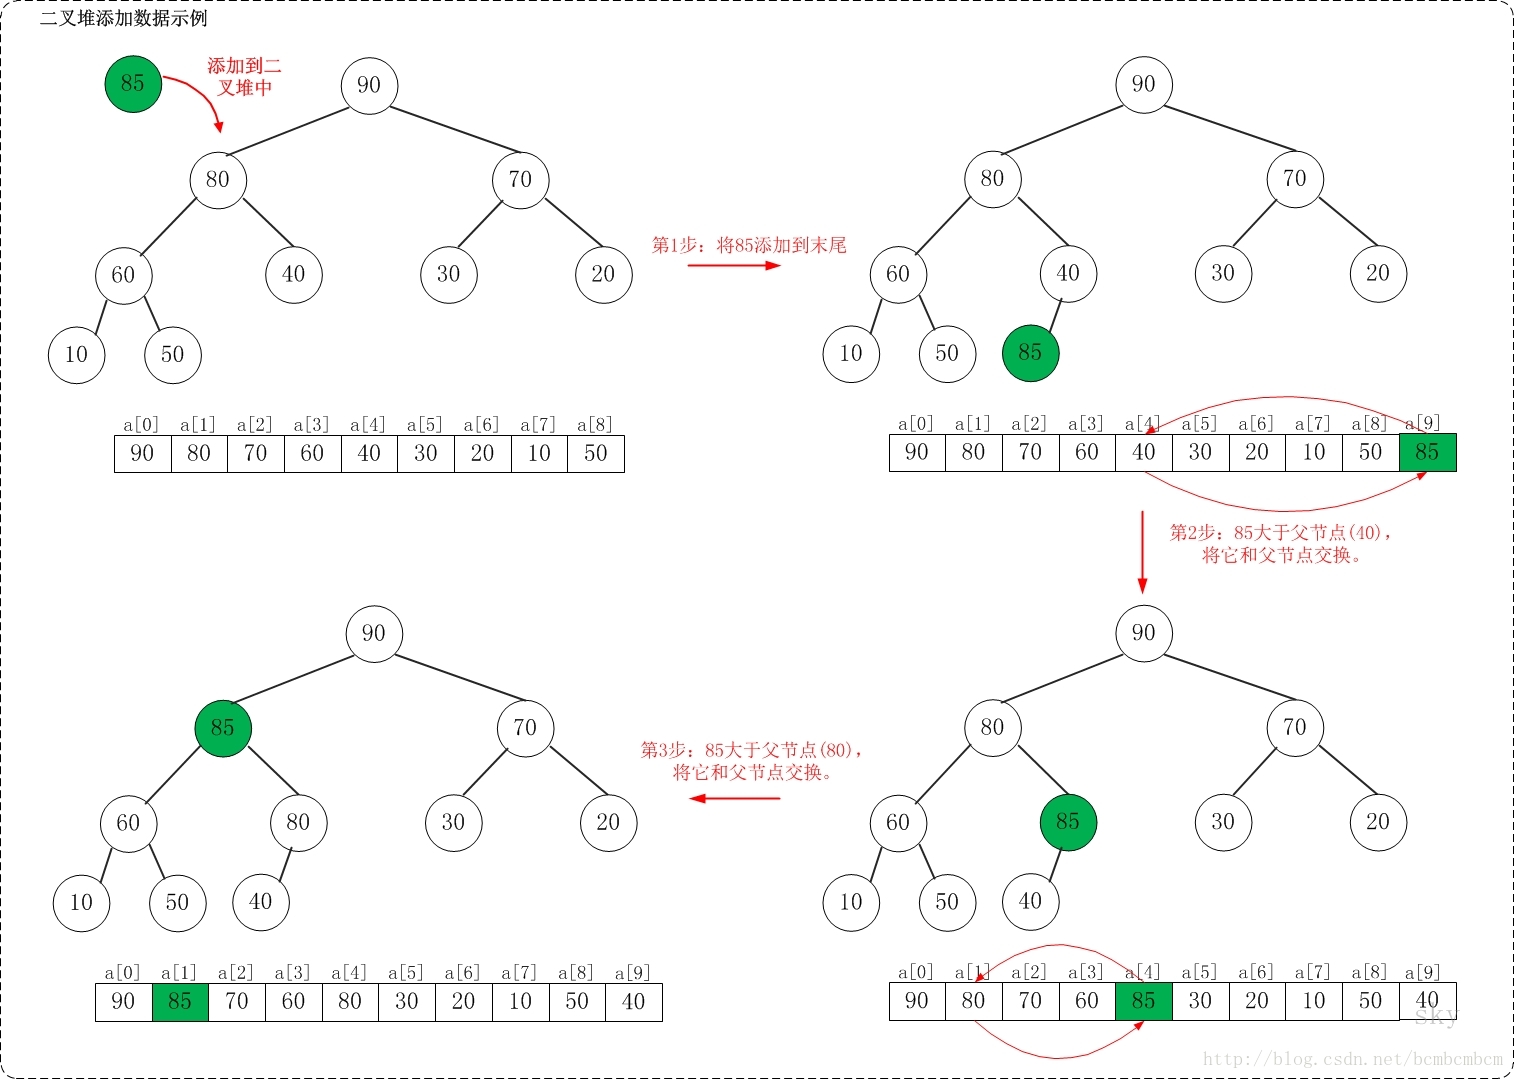 二叉堆添加数据示例
85
添加到二
叉堆中
90
80
70
60
40
30
20
10
50
a[0] a[1] a[2] a[3] a[4] a[5] a[6] a[7] a[8]
90 80 70 60 40 30 20 10 50
第1步：将85添加到末尾
90
80
70
60
40
30
20
10
50
85
a[0] a[1] a[2] a[3] a[4] a[5] a[6] a[7] a[8] a[9]
90 80 70 60 40 30 20 10 50 85
第2步：85大于父节点(40)，
将它和父节点交换。
90
80
70
60
85
30
20
10
50
40
a[0] a[1] a[2] a[3] a[4] a[5] a[6] a[7] a[8] a[9]
90 80 70 60 85 30 20 10 50 40
第3步：85大于父节点(80)，
将它和父节点交换。
90
85
70
60
80
30
20
10
50
40
a[0] a[1] a[2] a[3] a[4] a[5] a[6] a[7] a[8] a[9]
90 85 70 60 80 30 20 10 50 40
sky
http://blog.csdn.net/bcmbcmbcm